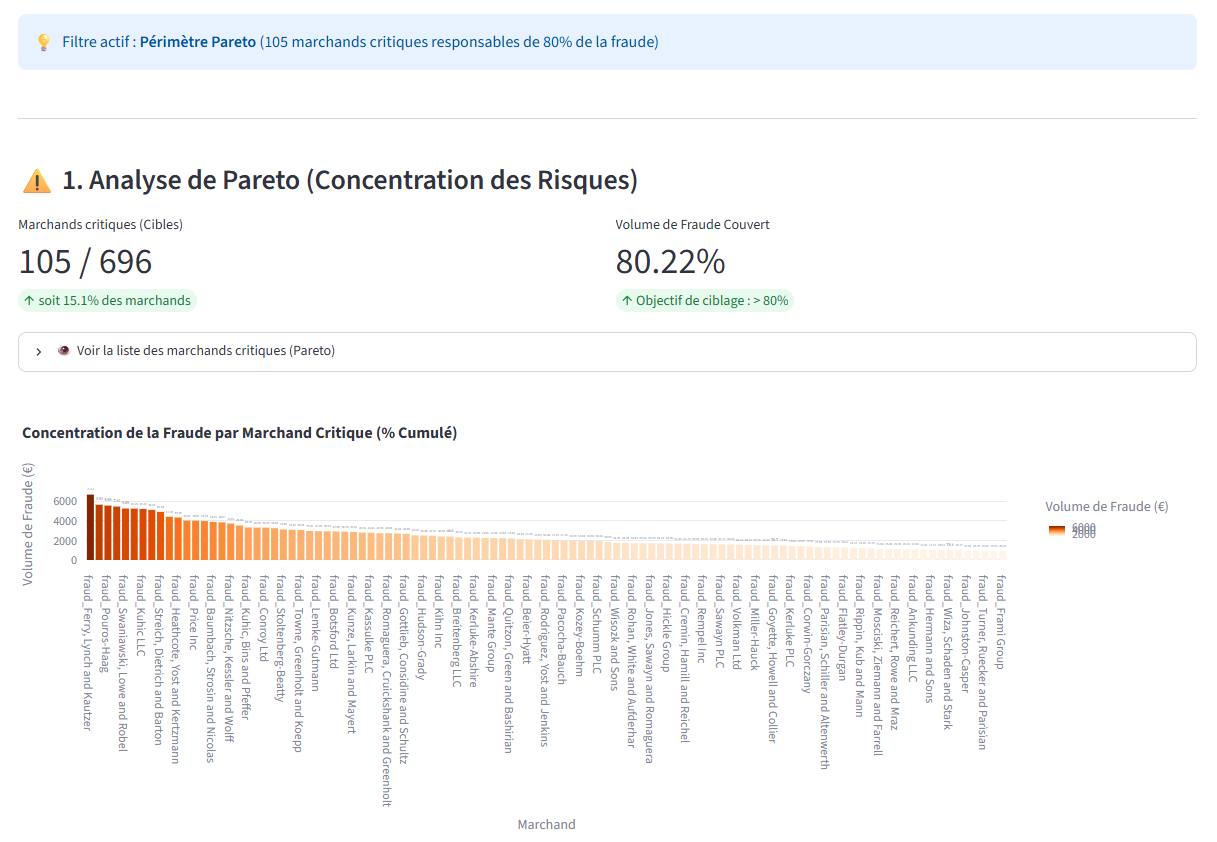 Filtre actif : Périmètre Pareto (105 marchands critiques responsables de 80% de la fraude)
1. Analyse de Pareto (Concentration des Risques)
Marchands critiques (Cibles)
105 / 696
↑ soit 15.1% des marchands
Volume de Fraude Couvert
80.22%
↑ Objectif de ciblage : > 80%
Voir la liste des marchands critiques (Pareto)
Concentration de la Fraude par Marchand Critique (% Cumulé)
Volume de Fraude (€)
6000
4000
2000
0
fraud_Ferry, Lynch and Kautzer
fraud_Pouros-Haag
fraud_Swaniawski, Lowe and Robel
fraud_Kuhic LLC
fraud_Streich, Dietrich and Barton
fraud_Heathcote, Yost and Kertzmann
fraud_Price Inc
fraud_Baumbach, Strosin and Nicolas
fraud_Nitzsche, Kessler and Wolff
fraud_Kuhic, Bins and Pfeffer
fraud_Conroy Ltd
fraud_Stoltenberg-Beatty
fraud_Towne, Greenholt and Koepp
fraud_Lemke-Gutmann
fraud_Botsford Ltd
fraud_Kunze, Larkin and Mayert
fraud_Kassulke PLC
fraud_Romaguera, Cruickshank and Greenholt
fraud_Gottlieb, Considine and Schultz
fraud_Hudson-Grady
fraud_Kihn Inc
fraud_Breitenberg LLC
fraud_Kerluke-Abshire
fraud_Mante Group
fraud_Quitzon, Green and Bashirian
fraud_Beier-Hyatt
fraud_Rodriguez, Yost and Jenkins
fraud_Pacocha-Bauch
fraud_Kozey-Boehm
fraud_Schumm PLC
fraud_Wisozk and Sons
fraud_Rohan, White and Aufderhar
fraud_Jones, Sawayn and Romaguera
fraud_Hickle Group
fraud_Cremin, Hamill and Reichel
fraud_Rempel Inc
fraud_Sawayn PLC
fraud_Volkman Ltd
fraud_Miller-Hauck
fraud_Goyette, Howell and Collier
fraud_Kerluke PLC
fraud_Corwin-Gorczany
fraud_Parisian, Schiller and Altenwerth
fraud_Flatley-Durgan
fraud_Rippin, Kub and Mann
fraud_Mosciski, Ziemann and Farrell
fraud_Reichert, Rowe and Mraz
fraud_Ankunding LLC
fraud_Hermann and Sons
fraud_Wiza, Schaden and Stark
fraud_Johnston-Casper
fraud_Turner, Ruecker and Parisian
fraud_Frami Group
Marchand
Volume de Fraude (€)
6000
2000